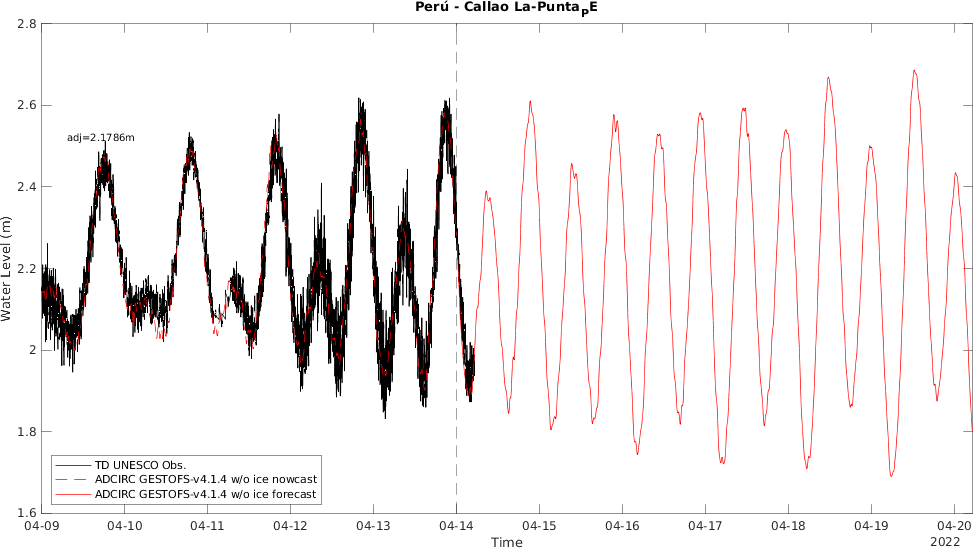 Perú - Callao La-Punta_PE
2.8
2.6
adj=2.1786m
2.4
2.2
2
1.8
1.6
Water Level (m)
TD UNESCO Obs.
ADCIRC GESTOFS-v4.1.4 w/o ice nowcast
ADCIRC GESTOFS-v4.1.4 w/o ice forecast
04-09 04-10 04-11 04-12 04-13 04-14 04-15 04-16 04-17 04-18 04-19 04-20
Time
2022